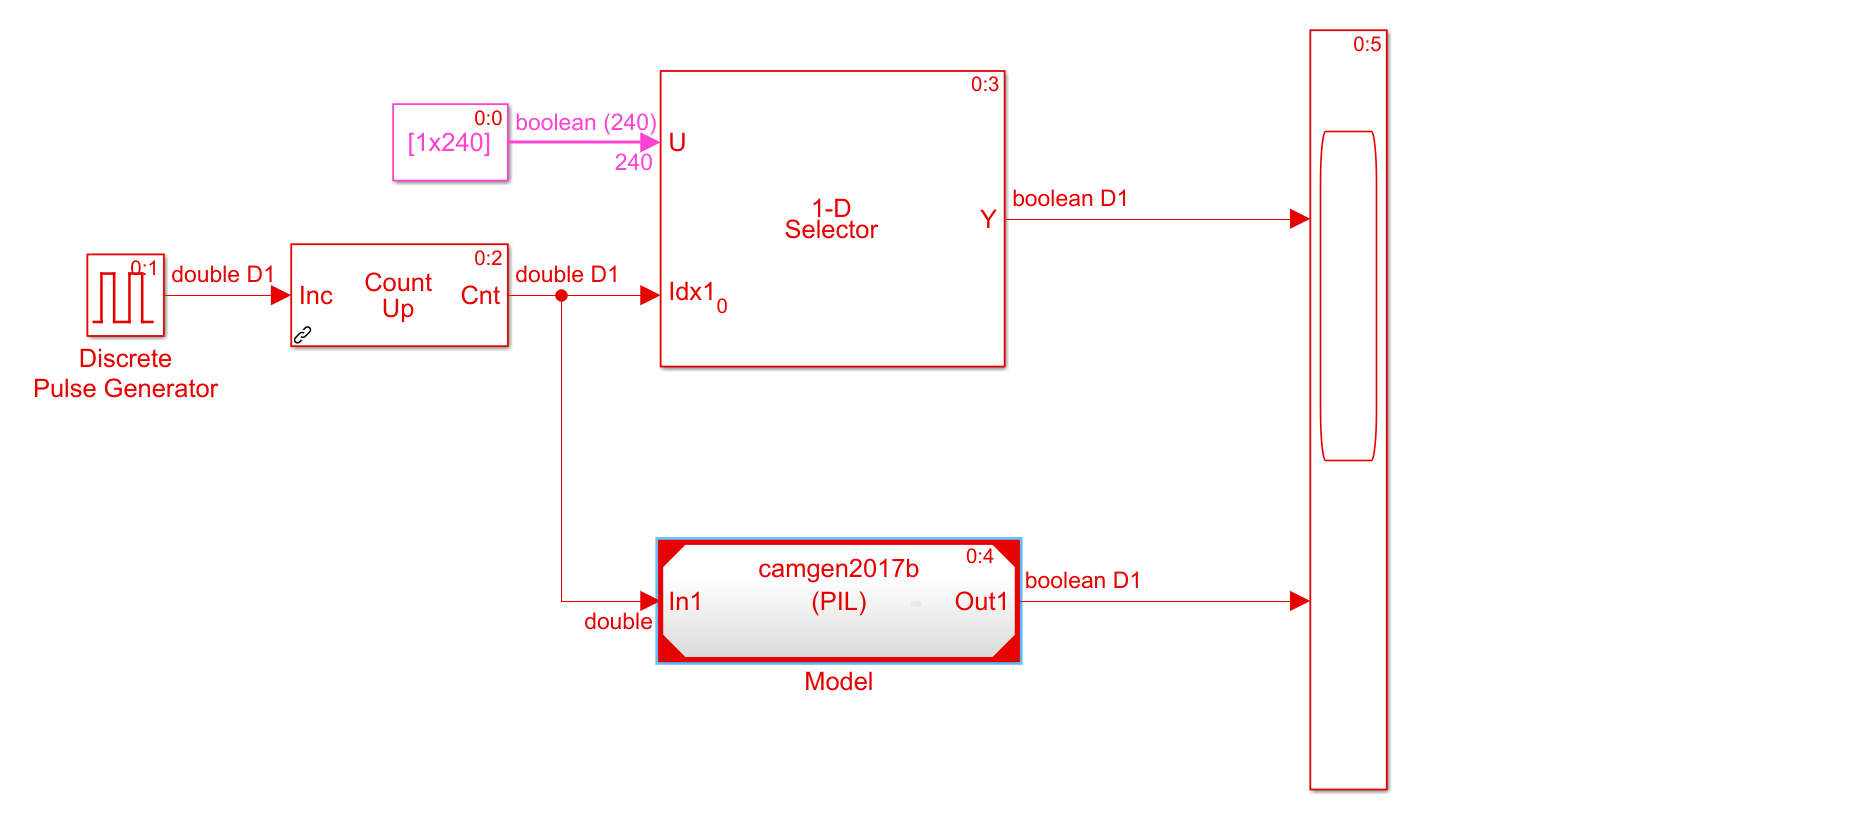 0:5
0:3
0:0
[1x240]
boolean (240)
240
U
1-D
Selector
Y
boolean D1
0:1
double D1
0:2
Inc
Count
Up
Cnt
double D1
Idx1
0
Discrete
Pulse Generator
0:4
camgen2017b
(PIL)
In1
Out1
double
boolean D1
Model